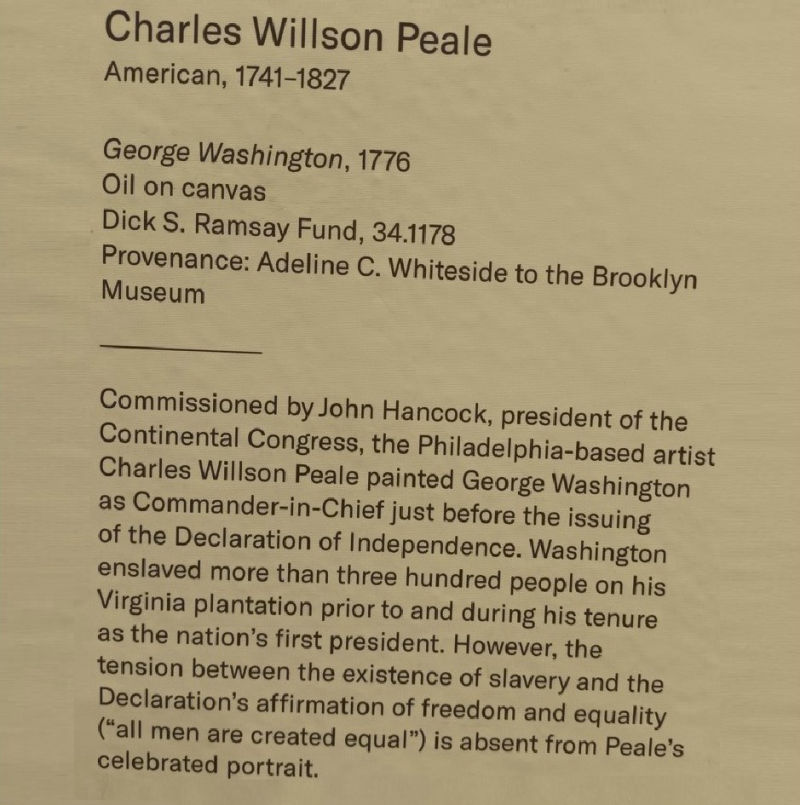 Charles Willson Peale
American, 1741–1827
George Washington, 1776
Oil on canvas
Dick S. Ramsay Fund, 34.1178
Provenance: Adeline C. Whiteside to the Brooklyn
Museum
Commissioned by John Hancock, president of the
Continental Congress, the Philadelphia-based artist
Charles Willson Peale painted George Washington
as Commander-in-Chief just before the issuing
of the Declaration of Independence. Washington
enslaved more than three hundred people on his
Virginia plantation prior to and during his tenure
as the nation’s first president. However, the
tension between the existence of slavery and the
Declaration’s affirmation of freedom and equality
(“all men are created equal”) is absent from Peale’s
celebrated portrait.